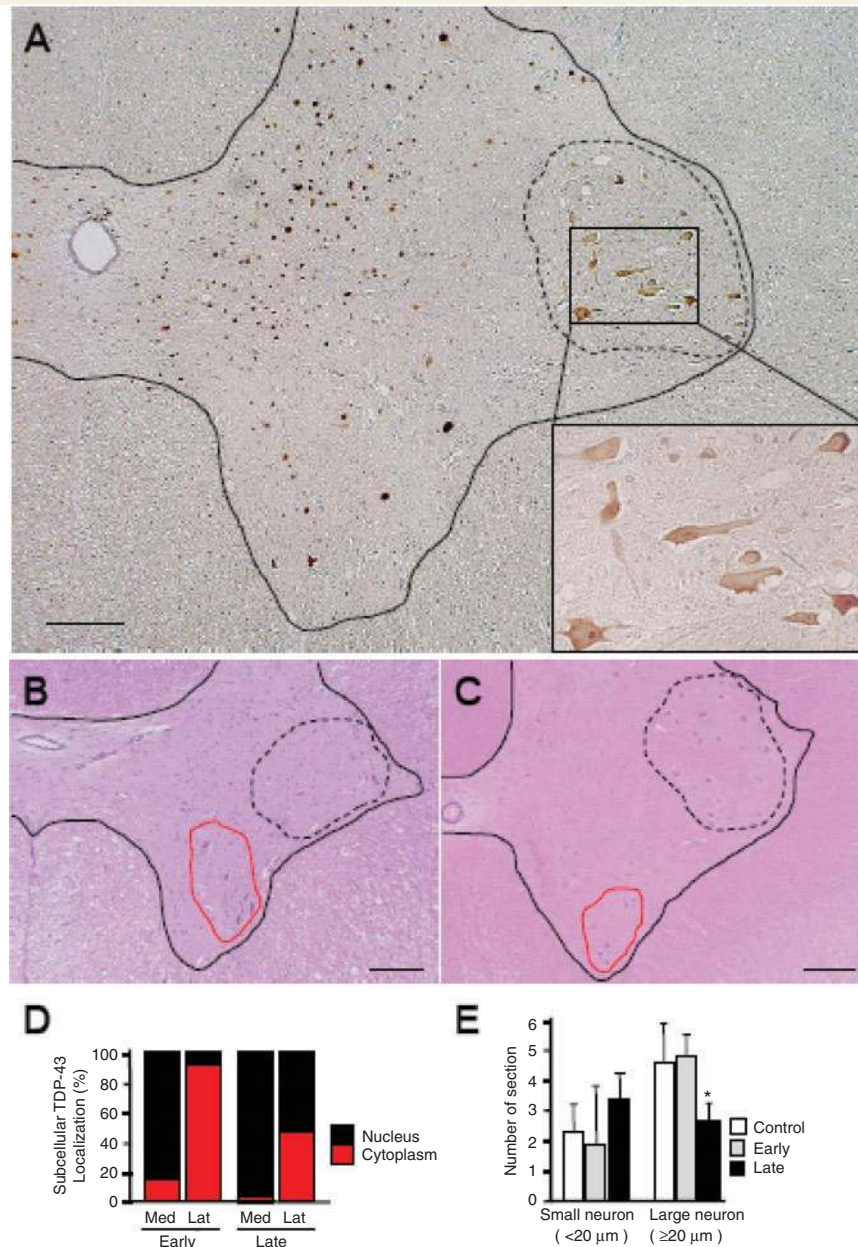 A
B
C
D
Subcellular TDP-43
Localization (%)
100
80
60
40
20
0
Med Lat Med Lat
Early Late
Nucleus
Cytoplasm
E
Number of section
6
5
4
3
2
1
0
*
Small neuron Large neuron
( <20 μm ) ( ≥20 μm )
Control
Early
Late